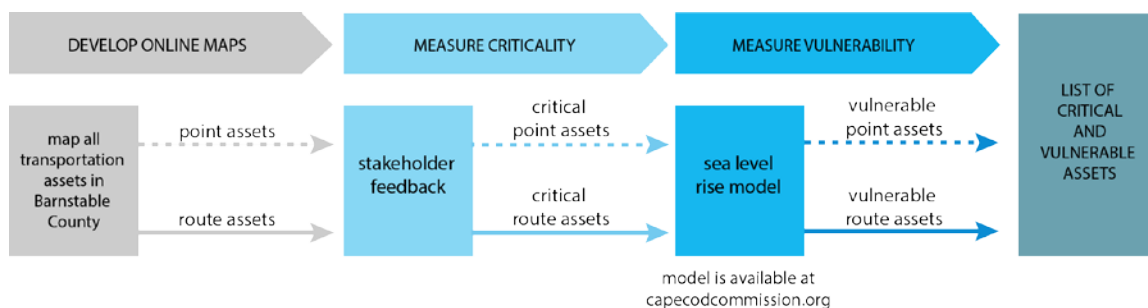 DEVELOP ONLINE MAPS
MEASURE CRITICALITY
MEASURE VULNERABILITY
map all
transportation
assets in
Barnstable
County
point assets
route assets
stakeholder
feedback
critical
point assets
critical
route assets
sea level
rise model
vulnerable
point assets
vulnerable
route assets
LIST OF
CRITICAL
AND
VULNERABLE
ASSETS
model is available at
capecodcommission.org